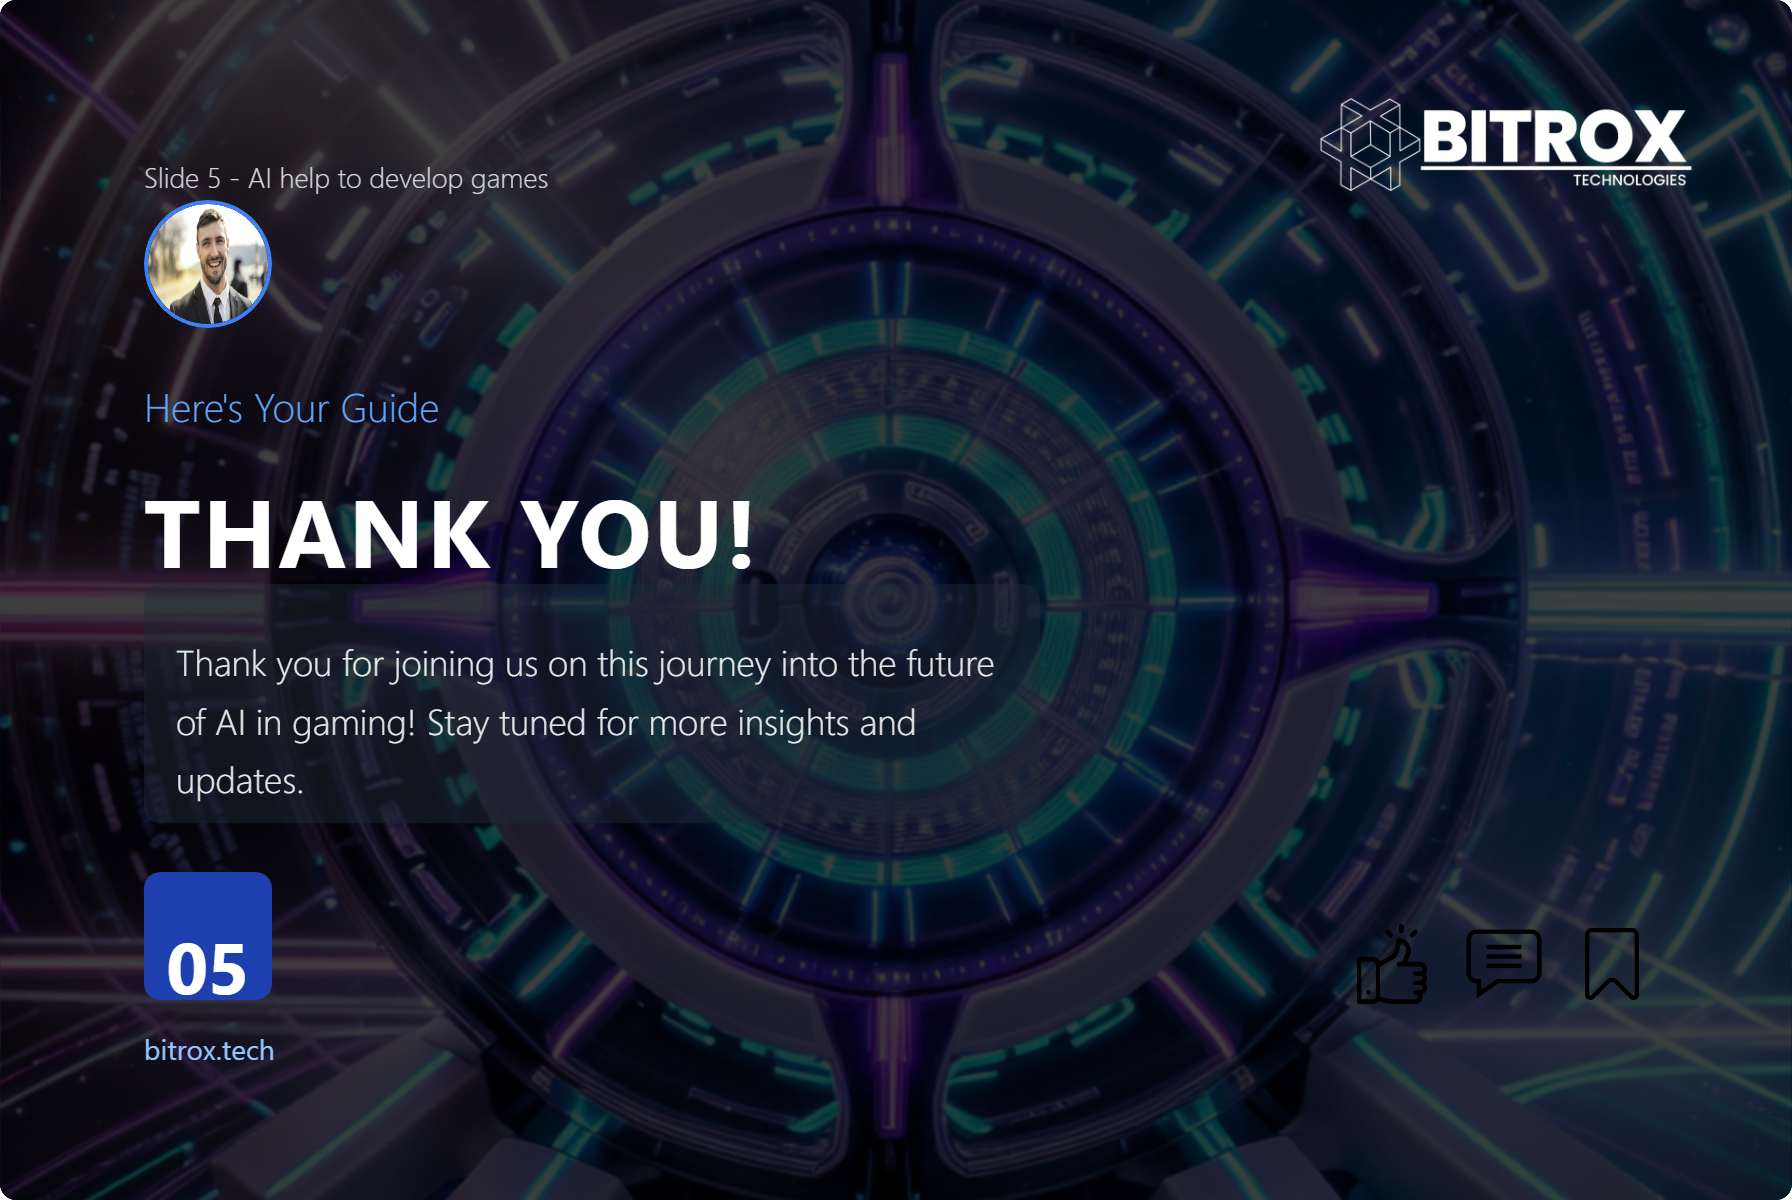 Slide 5 - AI help to develop games
BITROX
TECHNOLOGIES
Here's Your Guide
THANK YOU!
Thank you for joining us on this journey into the future
of AI in gaming! Stay tuned for more insights and
updates.
05
bitrox.tech